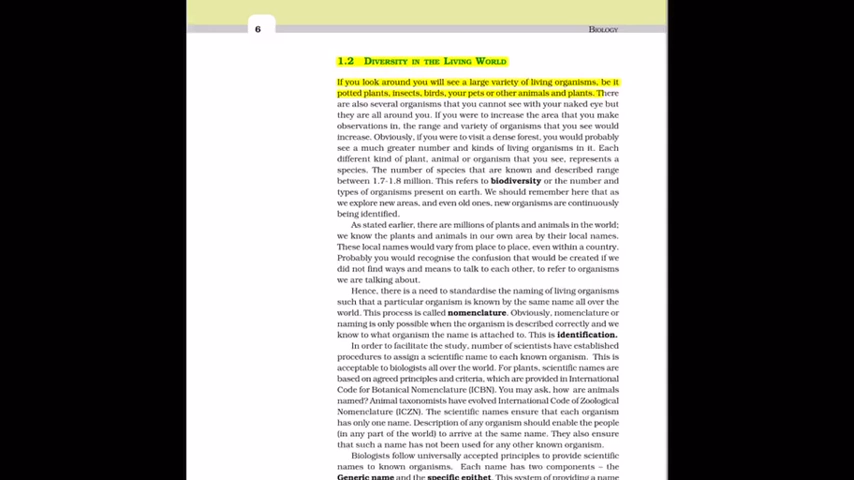 6
BIOLOGY
1.2 DIVERSITY IN THE LIVING WORLD
If you look around you will see a large variety of living organisms, be it
potted plants, insects, birds, your pets or other animals and plants. There
are also several organisms that you cannot see with your naked eye but
they are all around you. If you were to increase the area that you make
observations in, the range and variety of organisms that you see would
increase. Obviously, if you were to visit a dense forest, you would probably
see a much greater number and kinds of living organisms in it. Each
different kind of plant, animal or organism that you see, represents a
species. The number of species that are known and described range
between 1.7-1.8 million. This refers to biodiversity or the number and
types of organisms present on earth. We should remember here that as
we explore new areas, and even old ones, new organisms are continuously
being identified.
As stated earlier, there are millions of plants and animals in the world;
we know the plants and animals in our own area by their local names.
These local names would vary from place to place, even within a country.
Probably you would recognise the confusion that would be created if we
did not find ways and means to talk to each other, to refer to organisms
we are talking about.
Hence, there is a need to standardise the naming of living organisms
such that a particular organism is known by the same name all over the
world. This process is called nomenclature. Obviously, nomenclature or
naming is only possible when the organism is described correctly and we
know to what organism the name is attached to. This is identification.
In order to facilitate the study, number of scientists have established
procedures to assign a scientific name to each known organism. This is
acceptable to biologists all over the world. For plants, scientific names are
based on agreed principles and criteria, which are provided in International
Code for Botanical Nomenclature (ICBN). You may ask, how are animals
named? Animal taxonomists have evolved International Code of Zoological
Nomenclature (ICZN). The scientific names ensure that each organism
has only one name. Description of any organism should enable the people
(in any part of the world) to arrive at the same name. They also ensure
that such a name has not been used for any other known organism.
Biologists follow universally accepted principles to provide scientific
names to known organisms. Each name has two components – the
Generic name and the specific epithet. This system of providing a name